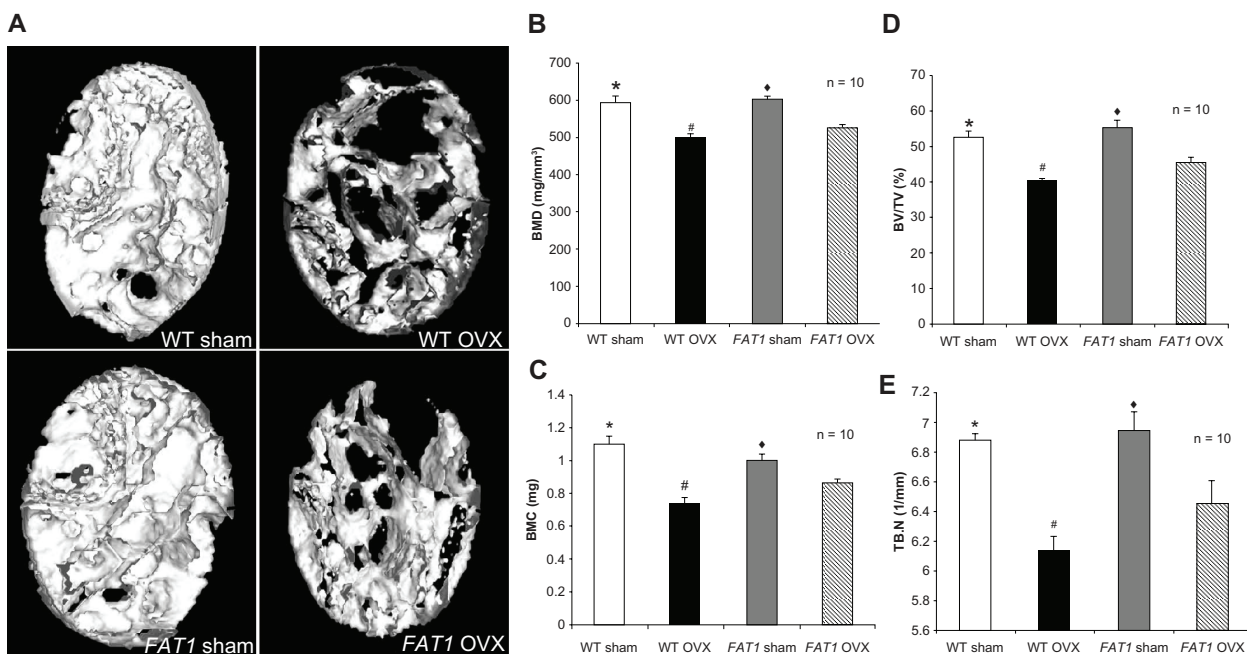 A
WT sham
WT OVX
FAT1 sham
FAT1 OVX
B
700
600
500
400
300
200
100
0
BMD (mg/mm³)
*
#
♦
n = 10
WT sham
WT OVX
FAT1 sham
FAT1 OVX
C
1.4
1.2
1
0.8
0.6
0.4
0.2
0
BMC (mg)
*
#
♦
n = 10
WT sham
WT OVX
FAT1 sham
FAT1 OVX
D
70
60
50
40
30
20
10
0
BV/TV (%)
*
#
♦
n = 10
WT sham
WT OVX
FAT1 sham
FAT1 OVX
E
7.2
7
6.8
6.6
6.4
6.2
6
5.8
5.6
TB.N (1/mm)
*
#
♦
n = 10
WT sham
WT OVX
FAT1 sham
FAT1 OVX